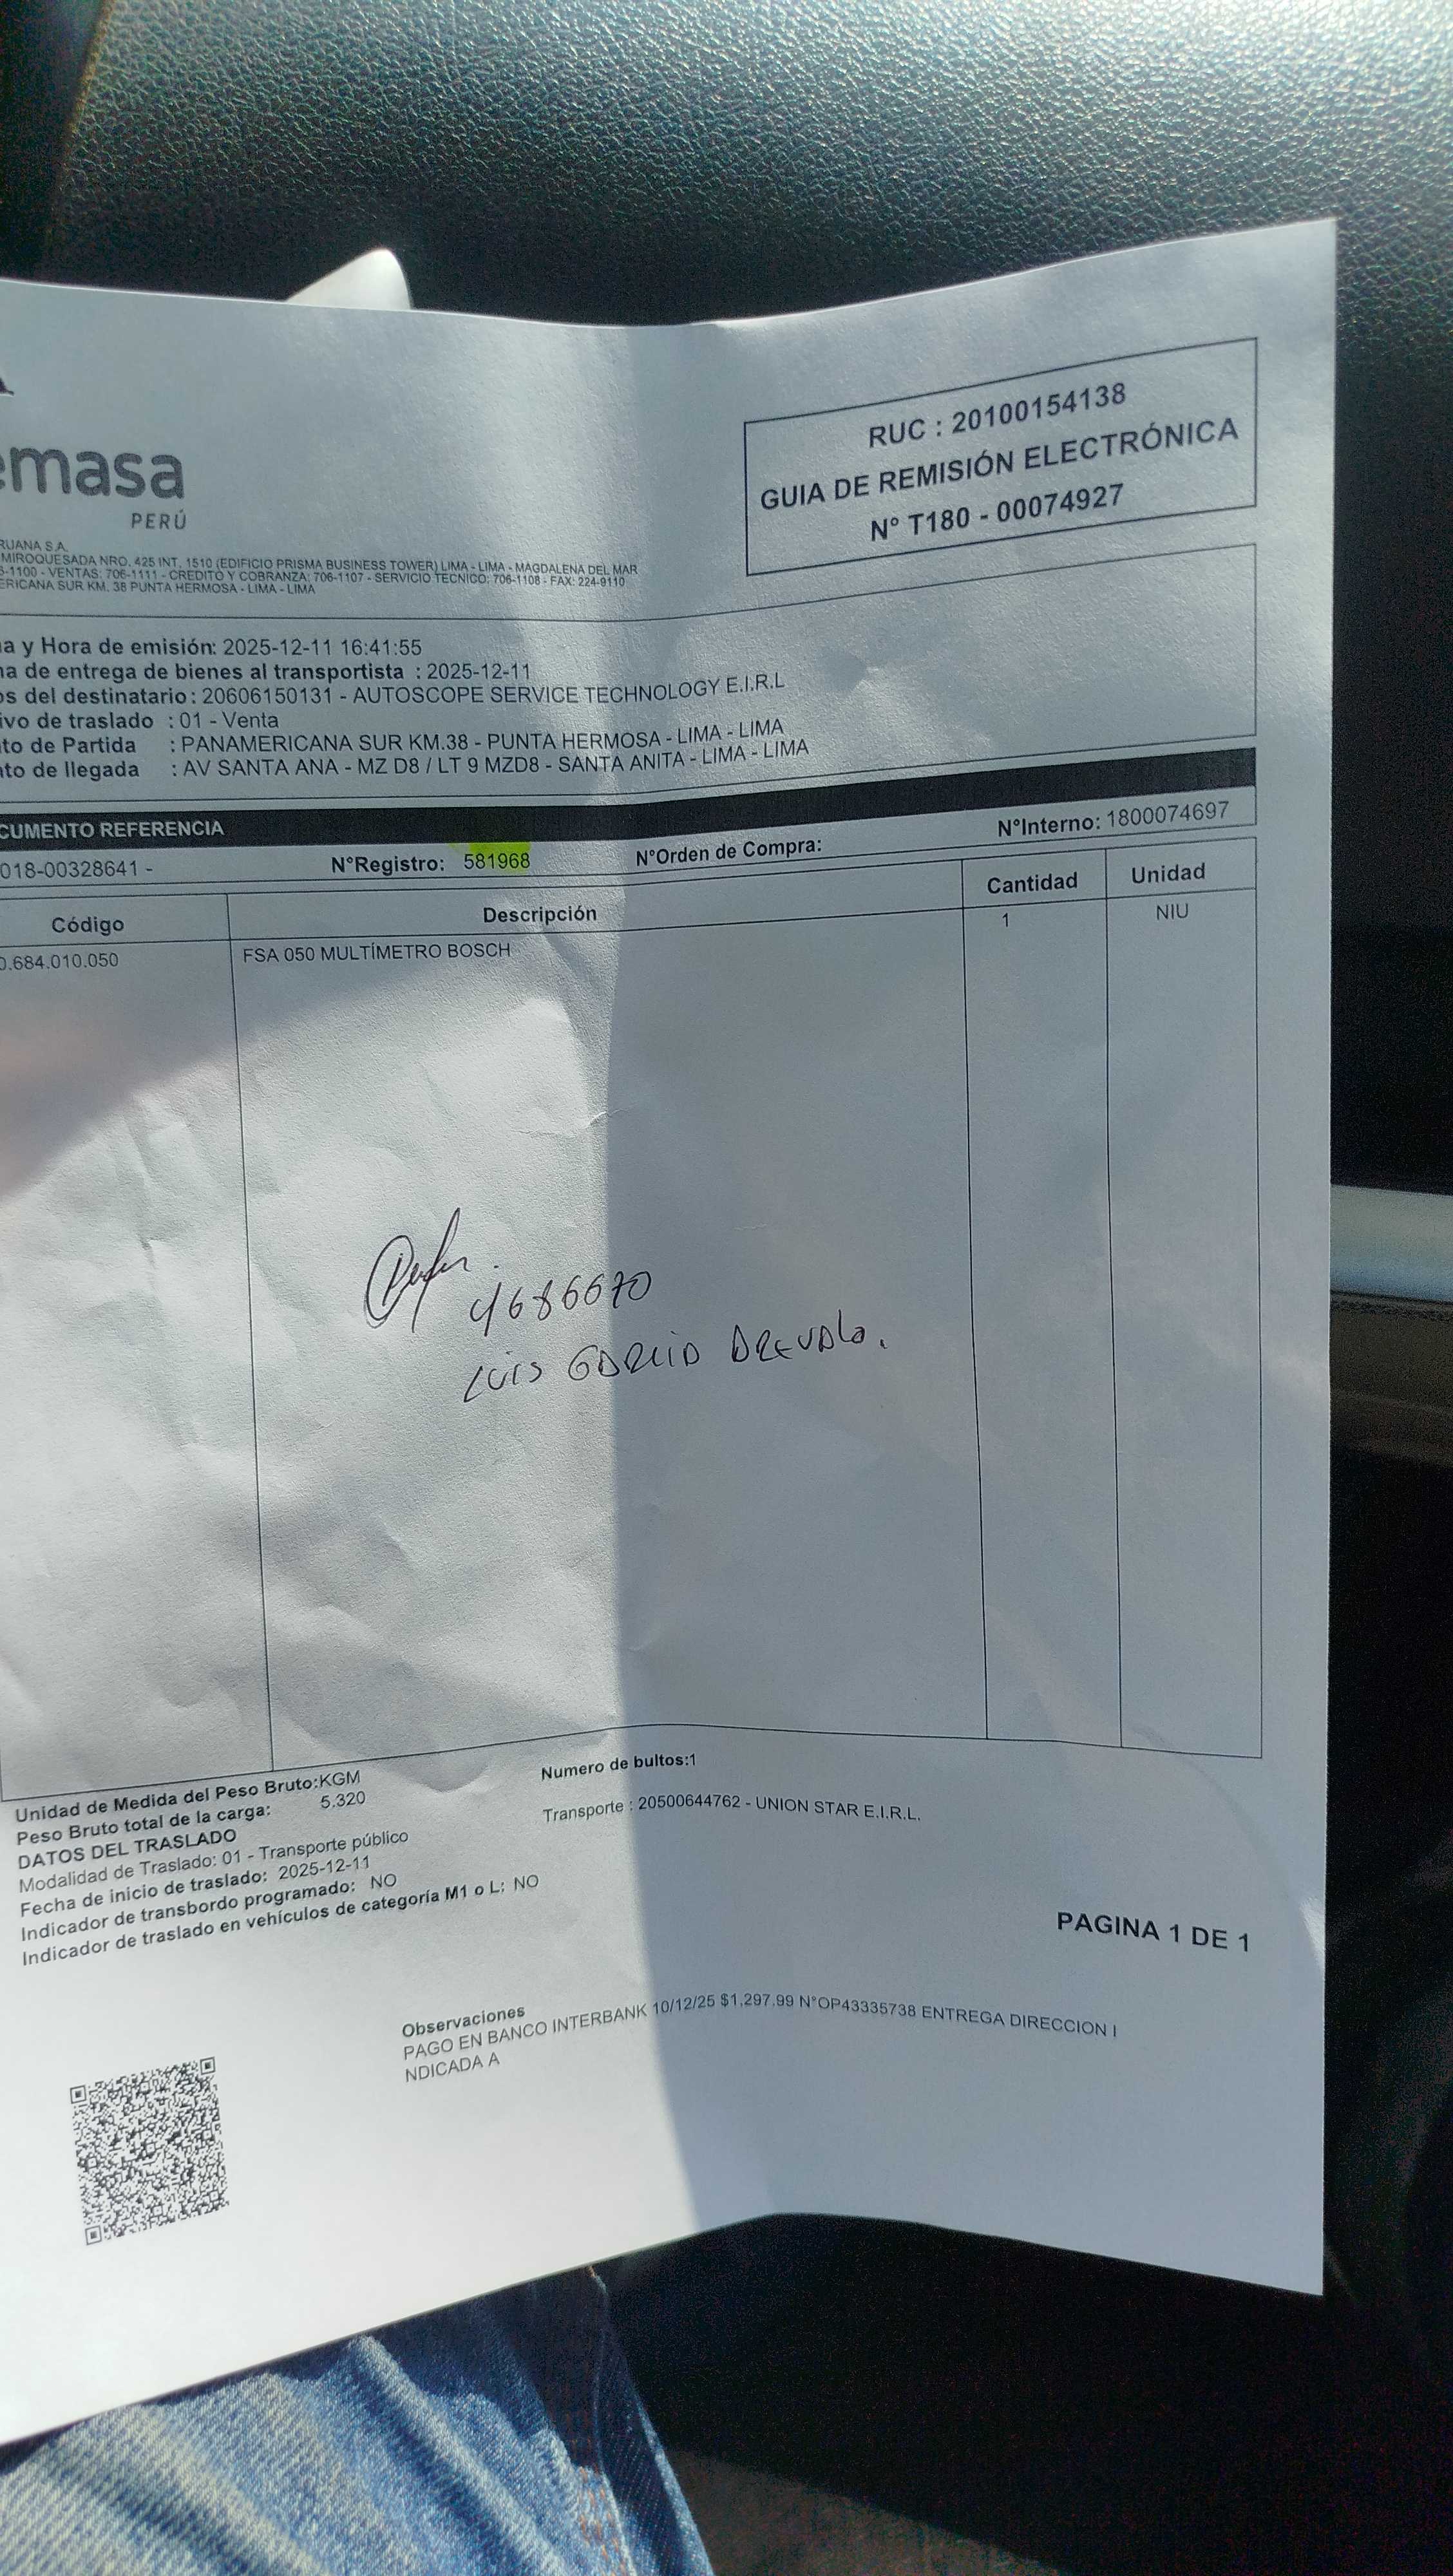 emasa
PERÚ
RUC : 20100154138
GUIA DE REMISIÓN ELECTRÓNICA
N° T180 - 00074927
RUANA S.A.
MIROQUESADA NRO. 425 INT. 1510 (EDIFICIO PRISMA BUSINESS TOWER) LIMA - LIMA - MAGDALENA DEL MAR
6-1100 - VENTAS: 706-1111 - CREDITO Y COBRANZA: 706-1107 - SERVICIO TECNICO: 706-1108 - FAX: 224-9110
ERICANA SUR KM. 38 PUNTA HERMOSA - LIMA - LIMA
a y Hora de emisión: 2025-12-11 16:41:55
a de entrega de bienes al transportista : 2025-12-11
os del destinatario : 20606150131 - AUTOSCOPE SERVICE TECHNOLOGY E.I.R.L
ivo de traslado : 01 - Venta
to de Partida : PANAMERICANA SUR KM.38 - PUNTA HERMOSA - LIMA - LIMA
to de llegada : AV SANTA ANA - MZ D8 / LT 9 MZD8 - SANTA ANITA - LIMA - LIMA
CUMENTO REFERENCIA
018-00328641 - N°Registro: 581968 N°Orden de Compra: N°Interno: 1800074697
Código Descripción Cantidad Unidad
0.684.010.050 FSA 050 MULTÍMETRO BOSCH 1 NIU
41686670
LUIS GARCIA AREVALO.
Unidad de Medida del Peso Bruto:KGM Numero de bultos:1
Peso Bruto total de la carga: 5.320 Transporte : 20500644762 - UNION STAR E.I.R.L.
DATOS DEL TRASLADO
Modalidad de Traslado: 01 - Transporte público
Fecha de inicio de traslado: 2025-12-11
Indicador de transbordo programado: NO
Indicador de traslado en vehículos de categoría M1 o L: NO
PAGINA 1 DE 1
Observaciones
PAGO EN BANCO INTERBANK 10/12/25 $1,297.99 N°OP43335738 ENTREGA DIRECCION I
NDICADA A